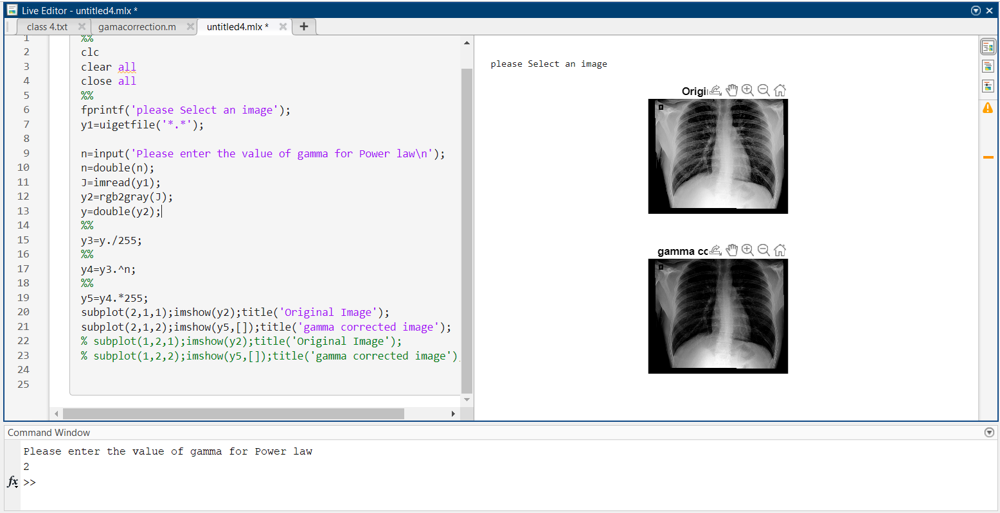 Live Editor - untitled4.mlx *
class 4.txt
gamacorrection.m
untitled4.mlx *
1 %%
2 clc
3 clear all
4 close all
5 %%
6 fprintf('please Select an image');
7 y1=uigetfile('*.*');
8
9 n=input('Please enter the value of gamma for Power law\n');
10 n=double(n);
11 J=imread(y1);
12 y2=rgb2gray(J);
13 y=double(y2);
14 %%
15 y3=y./255;
16 %%
17 y4=y3.^n;
18 %%
19 y5=y4.*255;
20 subplot(2,1,1);imshow(y2);title('Original Image');
21 subplot(2,1,2);imshow(y5,[]);title('gamma corrected image');
22 % subplot(1,2,1);imshow(y2);title('Original Image');
23 % subplot(1,2,2);imshow(y5,[]);title('gamma corrected image')
24
25
please Select an image
Origi
gamma cc
Command Window
Please enter the value of gamma for Power law
2
fx >>